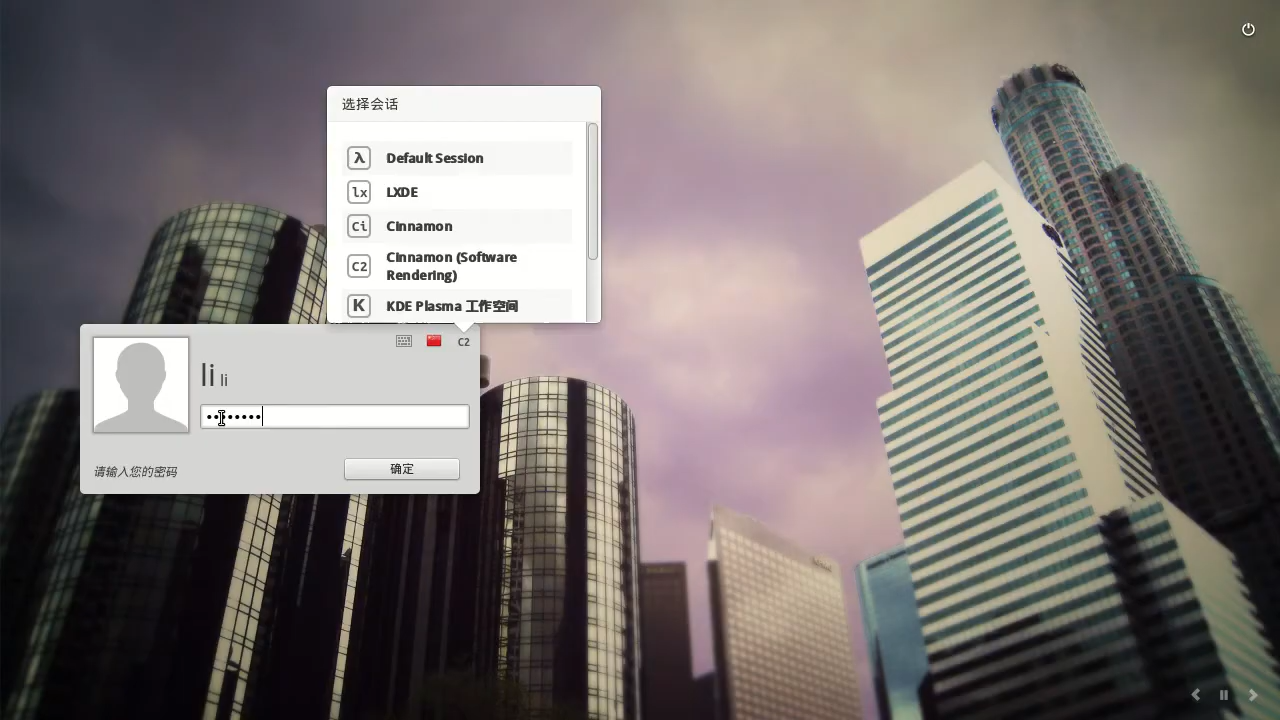 选择会话
λ Default Session
lx LXDE
Ci Cinnamon
C2 Cinnamon (Software
Rendering)
K KDE Plasma 工作空间
C2
li li
请输入您的密码
确定